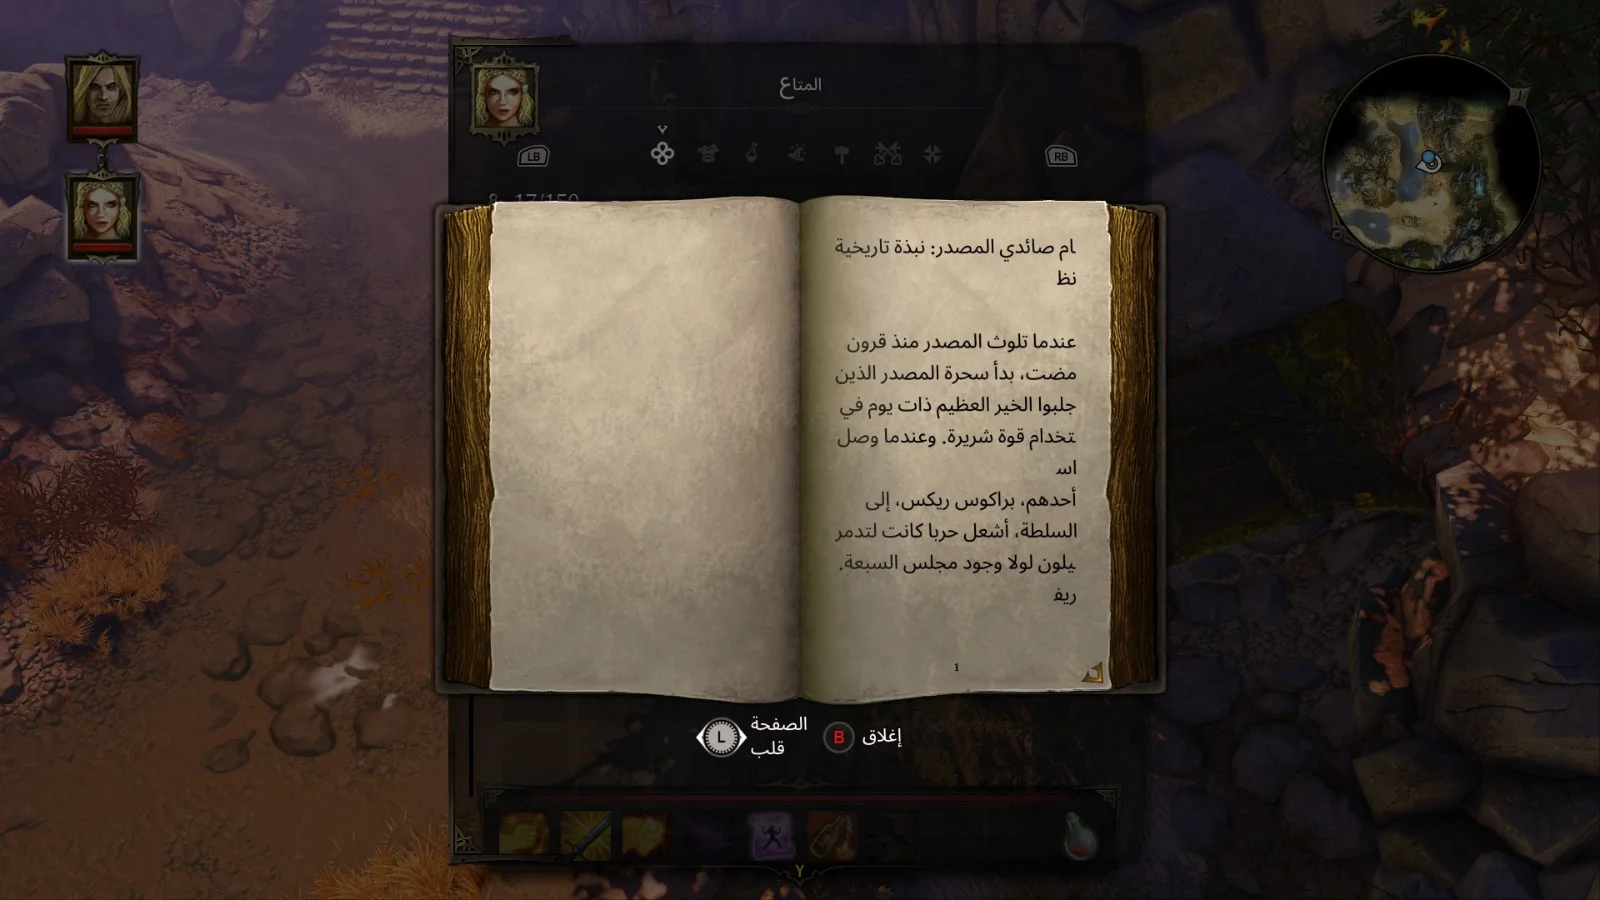 المتاع
LB
RB
17/150
ام صائدي المصدر: نبذة تاريخية
نظ
عندما تلوث المصدر منذ قرون
مضت، بدأ سحرة المصدر الذين
جلبوا الخير العظيم ذات يوم في
تخدام قوة شريرة. وعندما وصل
اس
أحدهم، براكوس ريكس، إلى
السلطة، أشعل حربا كانت لتدمر
يلون لولا وجود مجلس السبعة.
ريف
1
الصفحة
قلب
L
B
إغلاق
Y